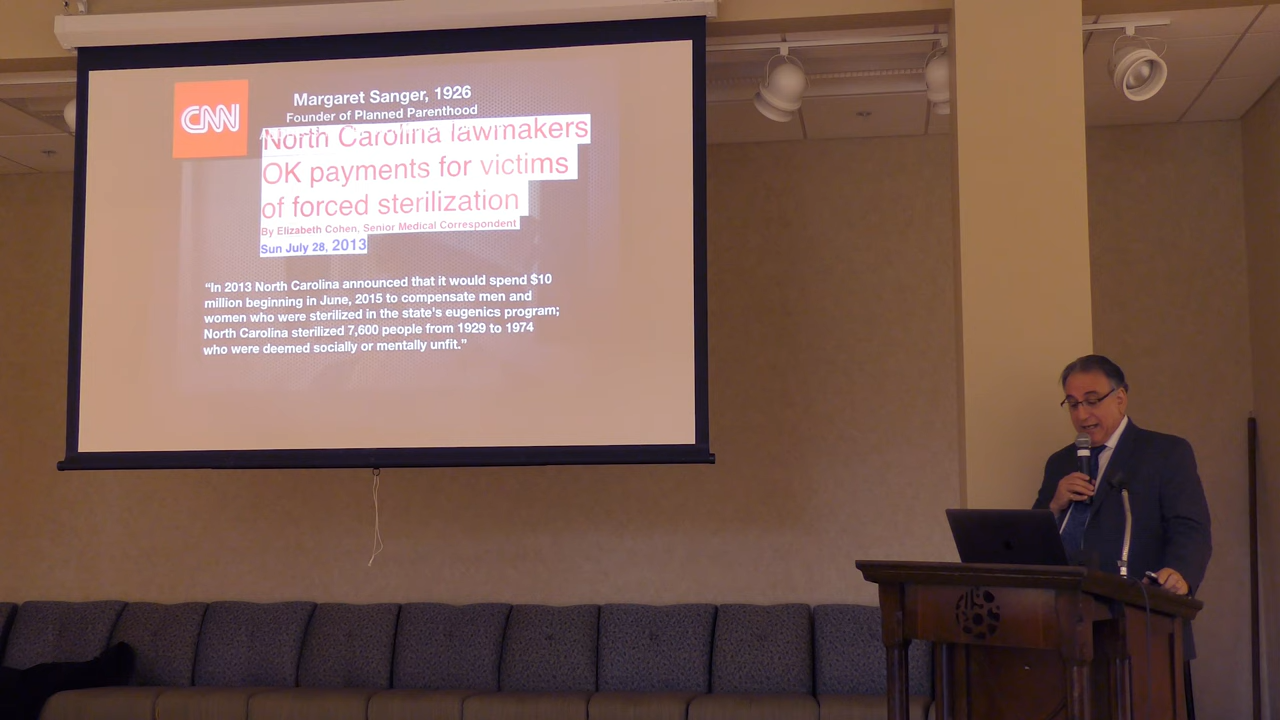 CNN
Margaret Sanger, 1926
Founder of Planned Parenthood
North Carolina lawmakers
OK payments for victims
of forced sterilization
By Elizabeth Cohen, Senior Medical Correspondent
Sun July 28, 2013
“In 2013 North Carolina announced that it would spend $10
million beginning in June, 2015 to compensate men and
women who were sterilized in the state's eugenics program;
North Carolina sterilized 7,600 people from 1929 to 1974
who were deemed socially or mentally unfit.”